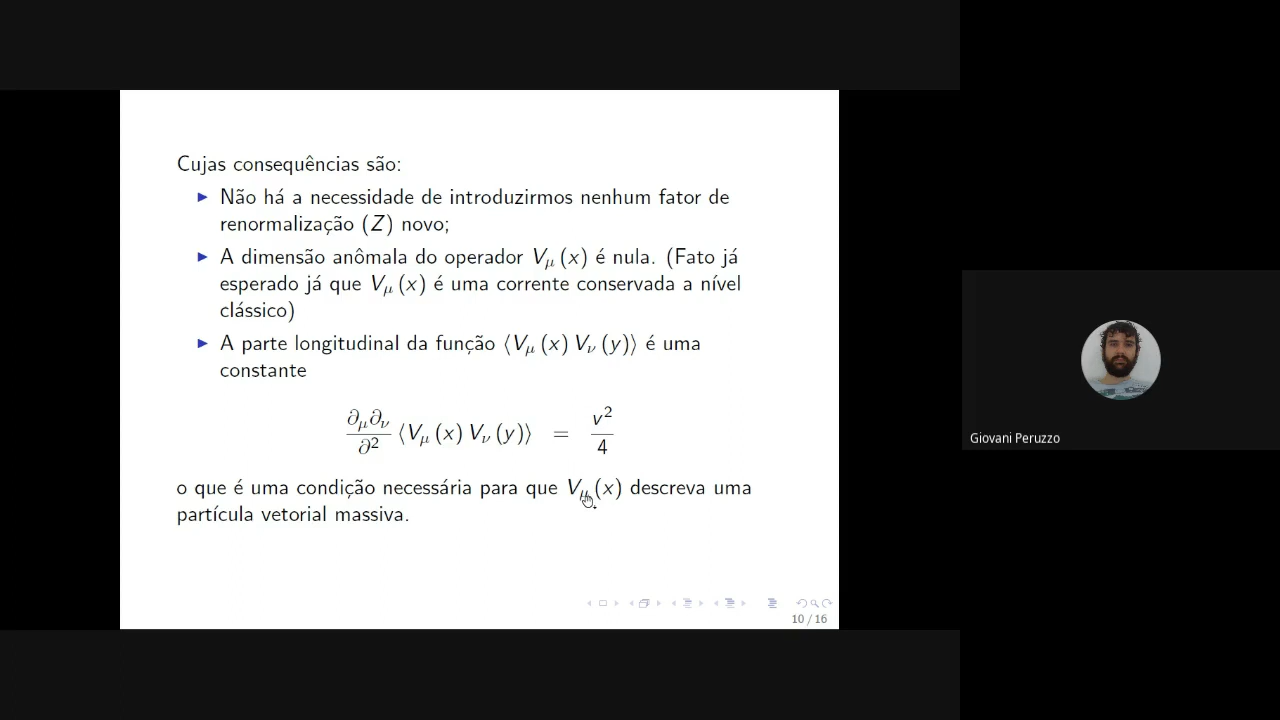 Cujas consequências são:
► Não há a necessidade de introduzirmos nenhum fator de
renormalização (Z) novo;
► A dimensão anômala do operador V_μ (x) é nula. (Fato já
esperado já que V_μ (x) é uma corrente conservada a nível
clássico)
► A parte longitudinal da função ⟨V_μ (x) V_ν (y)⟩ é uma
constante
∂_μ∂_ν/∂² ⟨V_μ (x) V_ν (y)⟩ = v²/4
o que é uma condição necessária para que V_μ (x) descreva uma
partícula vetorial massiva.
10 / 16
Giovani Peruzzo